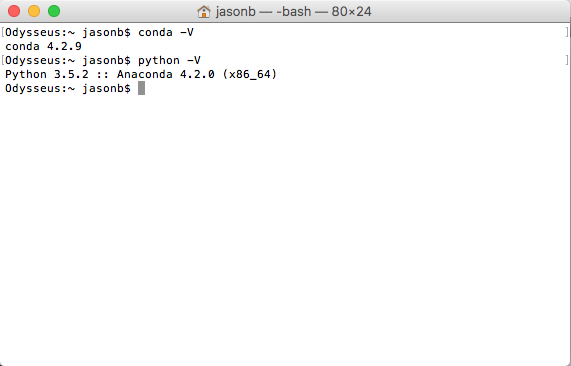 jasonb — -bash — 80×24
[Odysseus:~ jasonb$ conda -V ]
conda 4.2.9
[Odysseus:~ jasonb$ python -V ]
Python 3.5.2 :: Anaconda 4.2.0 (x86_64)
Odysseus:~ jasonb$